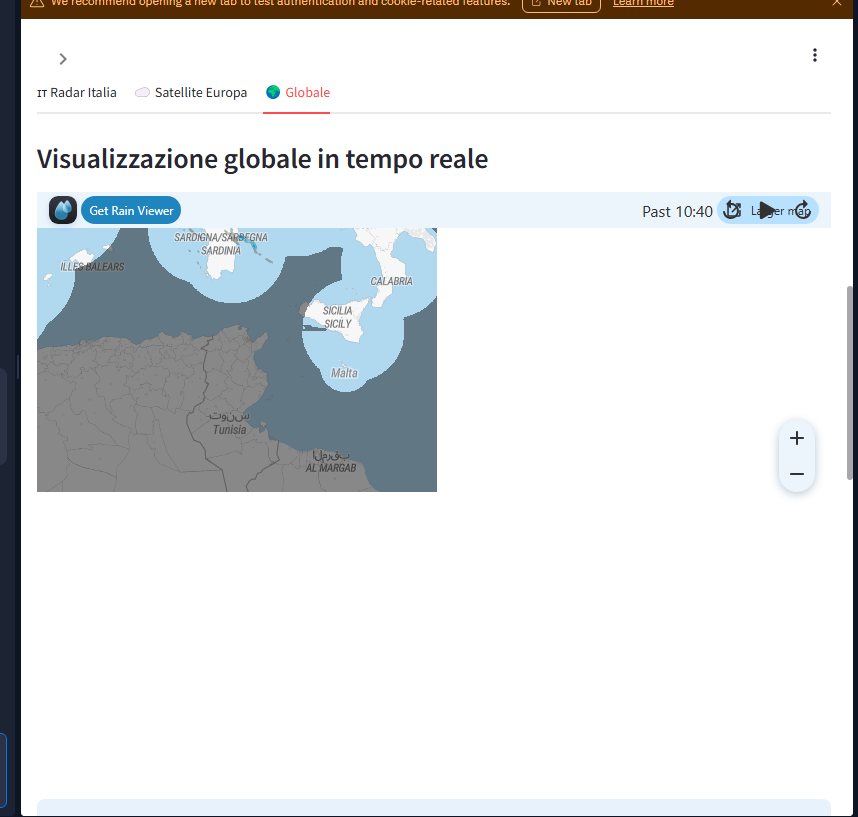 We recommend opening a new tab to test authentication and cookie-related features.
New tab
Learn more
IT Radar Italia
Satellite Europa
Globale
Visualizzazione globale in tempo reale
Get Rain Viewer
Past 10:40
Larger map
SARDIGNA/SARDEGNA
SARDINIA
ILLES BALEARS
CALABRIA
SICILIA
SICILY
Malta
تونس
Tunisia
المرقب
AL MARGAB